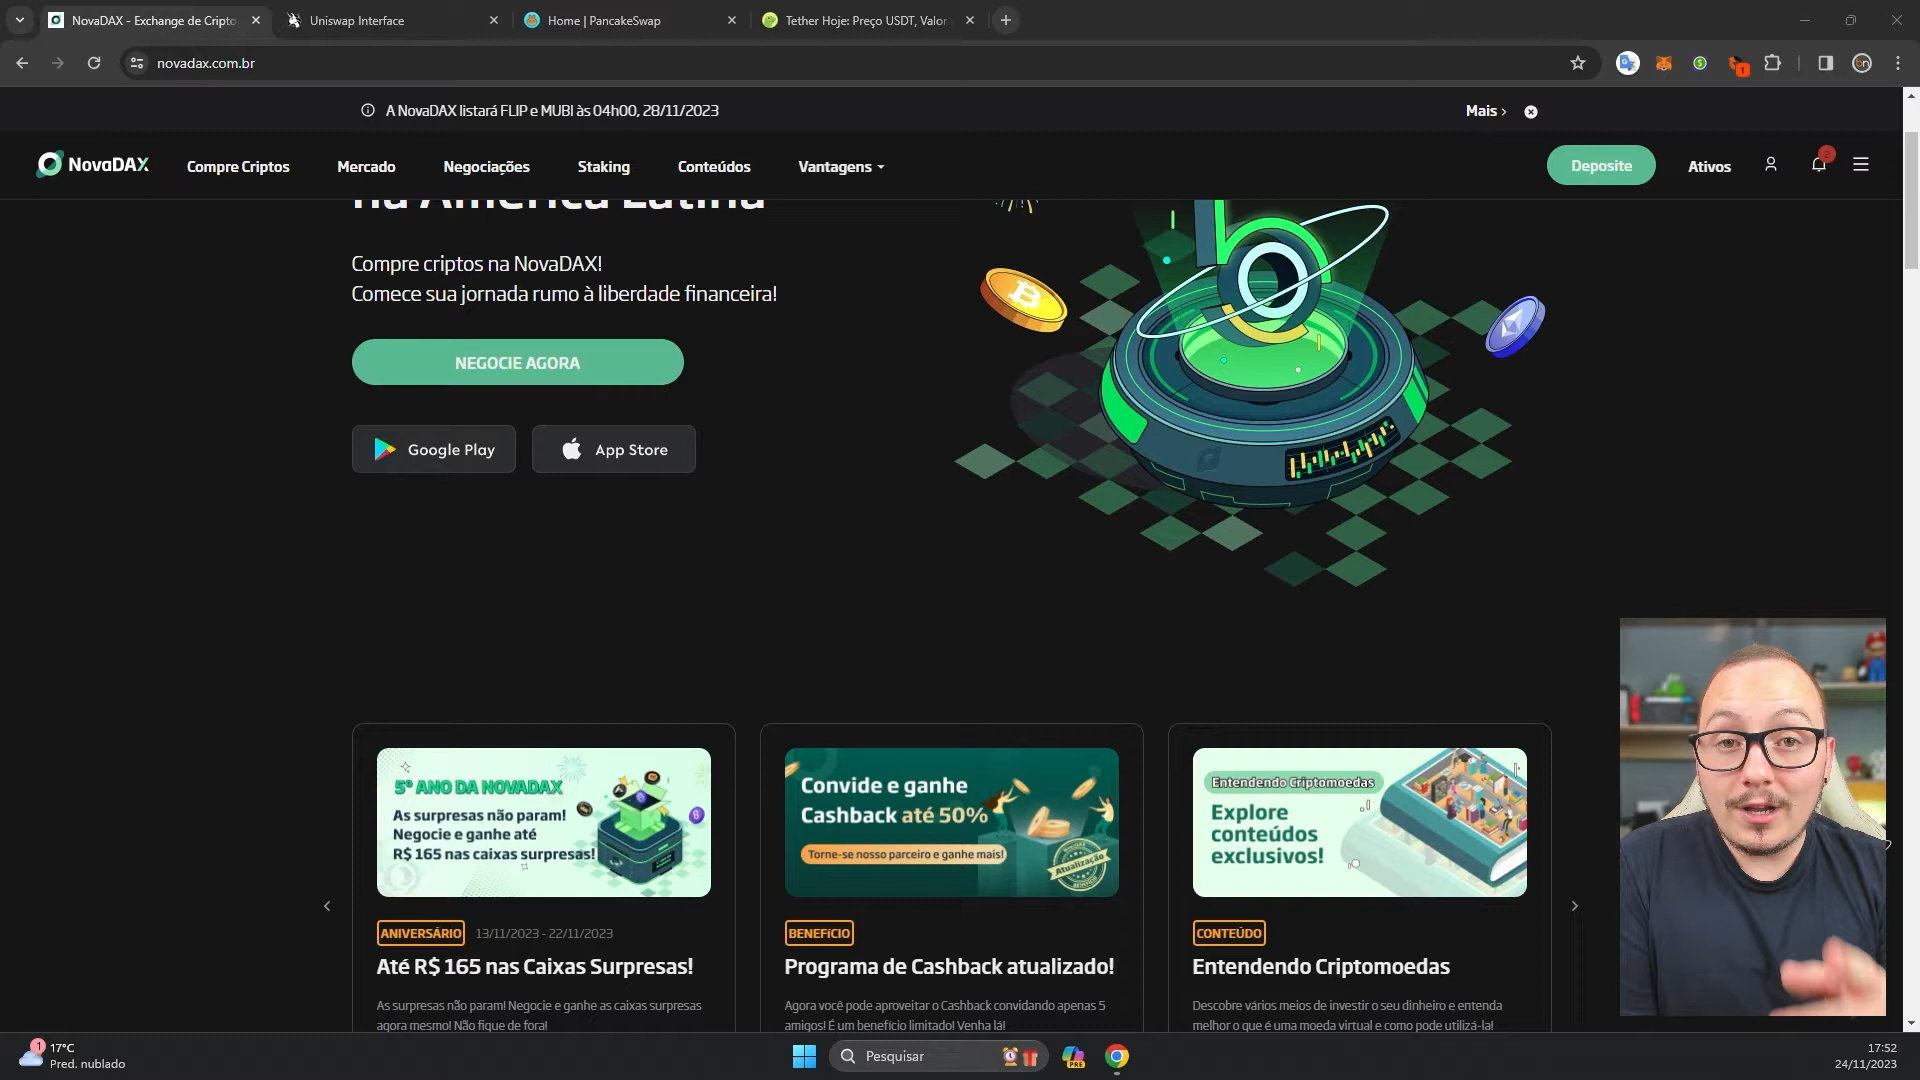 NovaDAX - Exchange de Cripto
Uniswap Interface
Home | PancakeSwap
Tether Hoje: Preço USDT, Valor
novadax.com.br
1
A NovaDAX listará FLIP e MUBI às 04h00, 28/11/2023
Mais
NovaDAX
Compre Criptos
Mercado
Negociações
Staking
Conteúdos
Vantagens
Deposite
Ativos
2
na América Latina
Compre criptos na NovaDAX!
Comece sua jornada rumo à liberdade financeira!
NEGOCIE AGORA
Google Play
App Store
5º ANO DA NOVADAX
As surpresas não param!
Negocie e ganhe até
R$ 165 nas caixas surpresas!
Convide e ganhe
Cashback até 50%
Torne-se nosso parceiro e ganhe mais!
Atualização
Entendendo Criptomoedas
Explore
conteúdos
exclusivos!
ANIVERSÁRIO
13/11/2023 - 22/11/2023
BENEFÍCIO
CONTEÚDO
Até R$ 165 nas Caixas Surpresas!
Programa de Cashback atualizado!
Entendendo Criptomoedas
As surpresas não param! Negocie e ganhe as caixas surpresas
agora mesmo! Não fique de fora!
Agora você pode aproveitar o Cashback convidando apenas 5
amigos! É um benefício limitado! Venha lá!
Descobre vários meios de investir o seu dinheiro e entenda
melhor o que é uma moeda virtual e como pode utilizá-la!
1
17°C
Pred. nublado
Pesquisar
PRE
17:52
24/11/2023